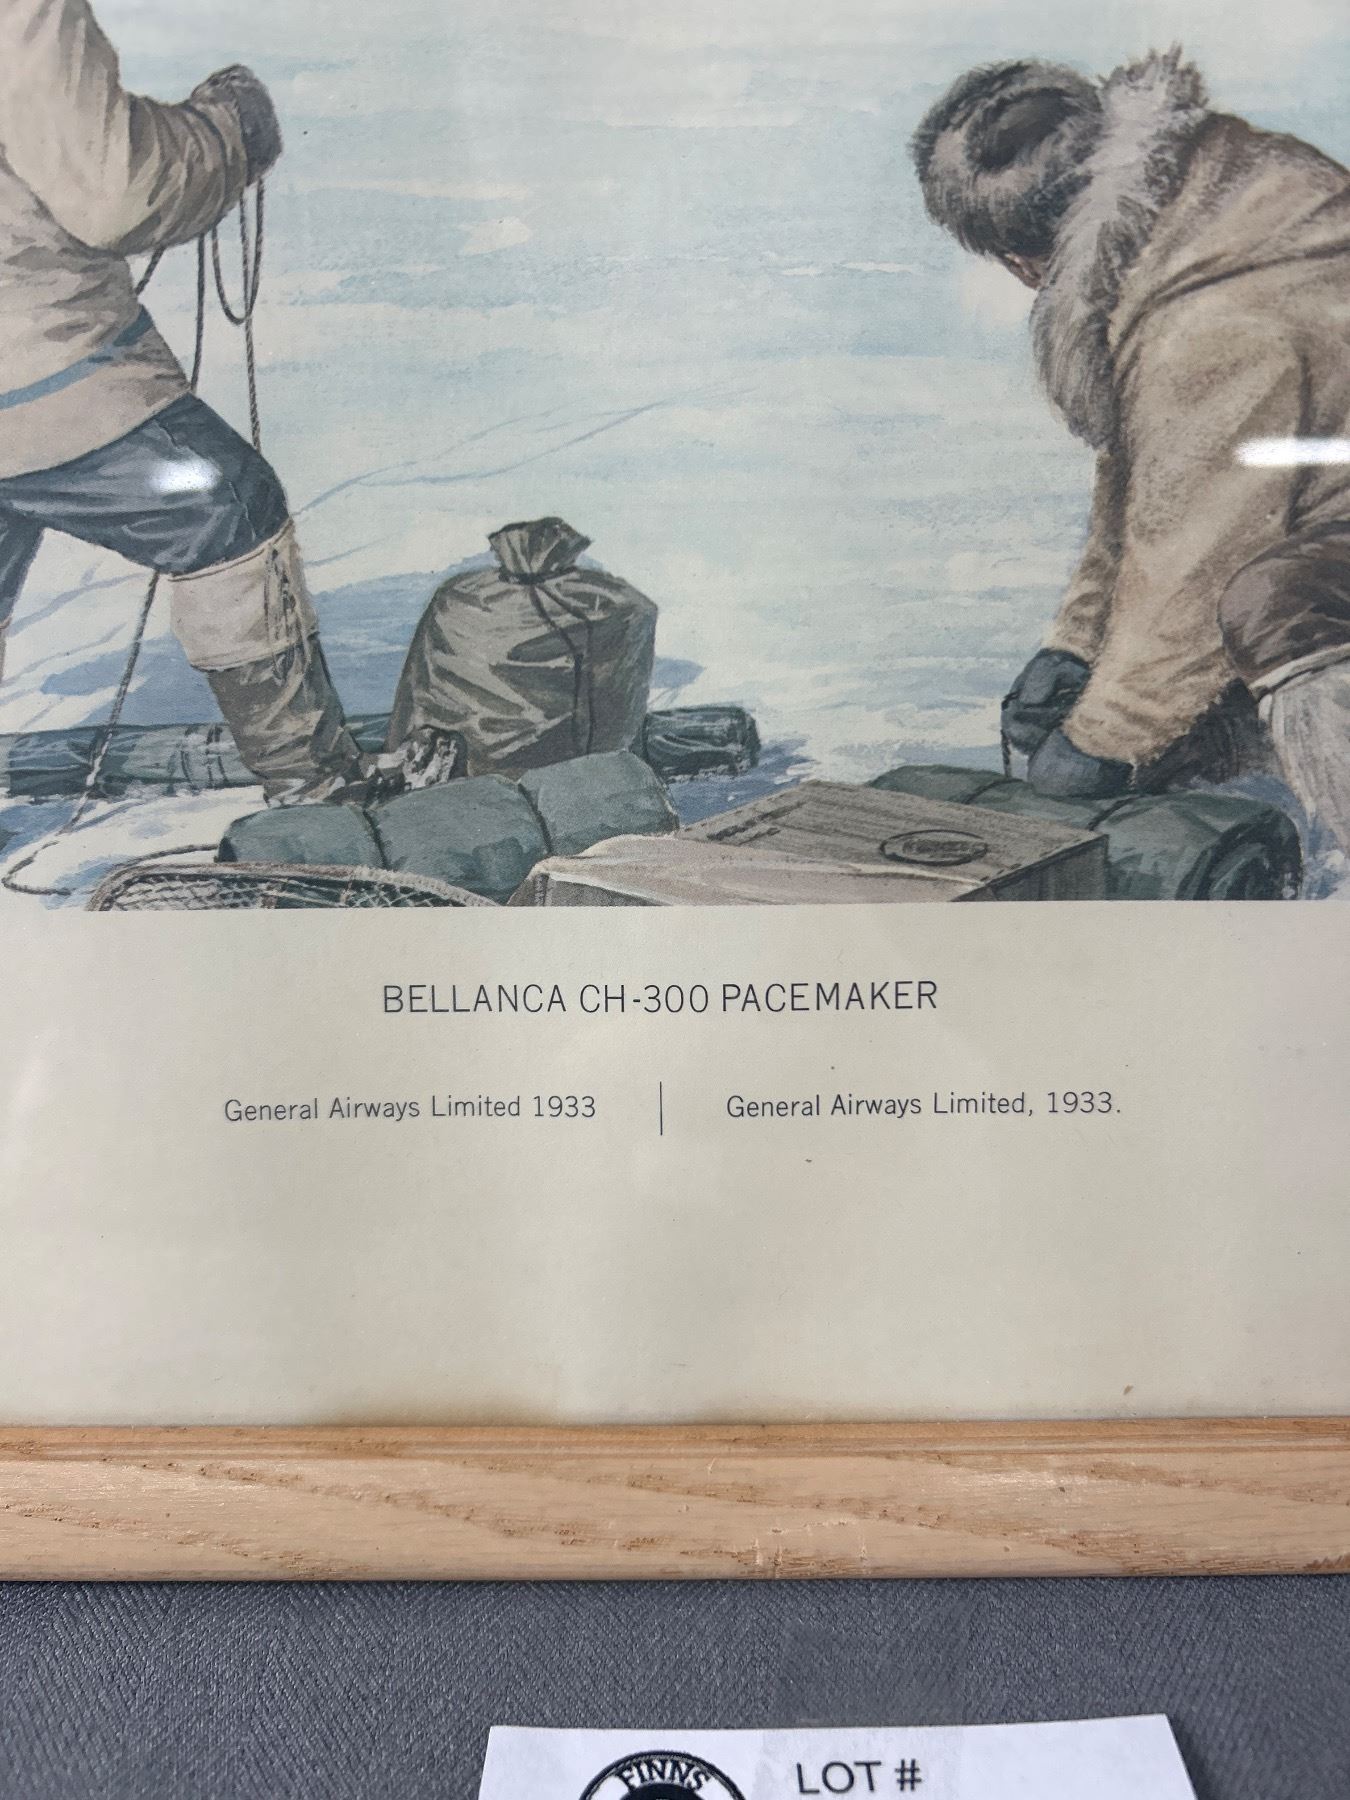 BELLANCA CH-300 PACEMAKER
General Airways Limited 1933
General Airways Limited, 1933.
FINNS
LOT #